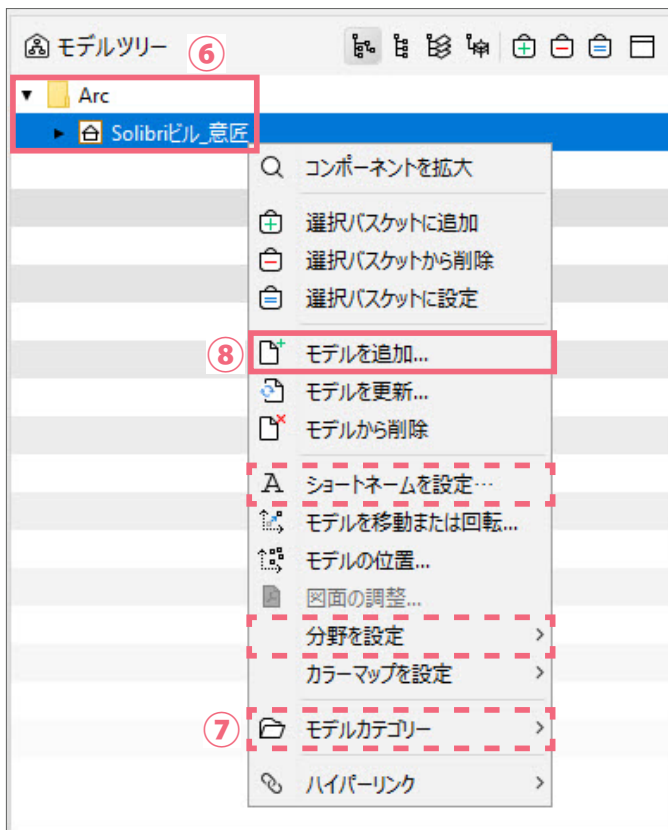 モデルツリー
⑥
Arc
Solibriビル_意匠
コンポーネントを拡大
選択バスケットに追加
選択バスケットから削除
選択バスケットに設定
⑧ モデルを追加...
モデルを更新...
モデルから削除
A ショートネームを設定…
モデルを移動または回転...
モデルの位置...
図面の調整...
分野を設定 >
カラーマップを設定 >
⑦ モデルカテゴリー >
ハイパーリンク >